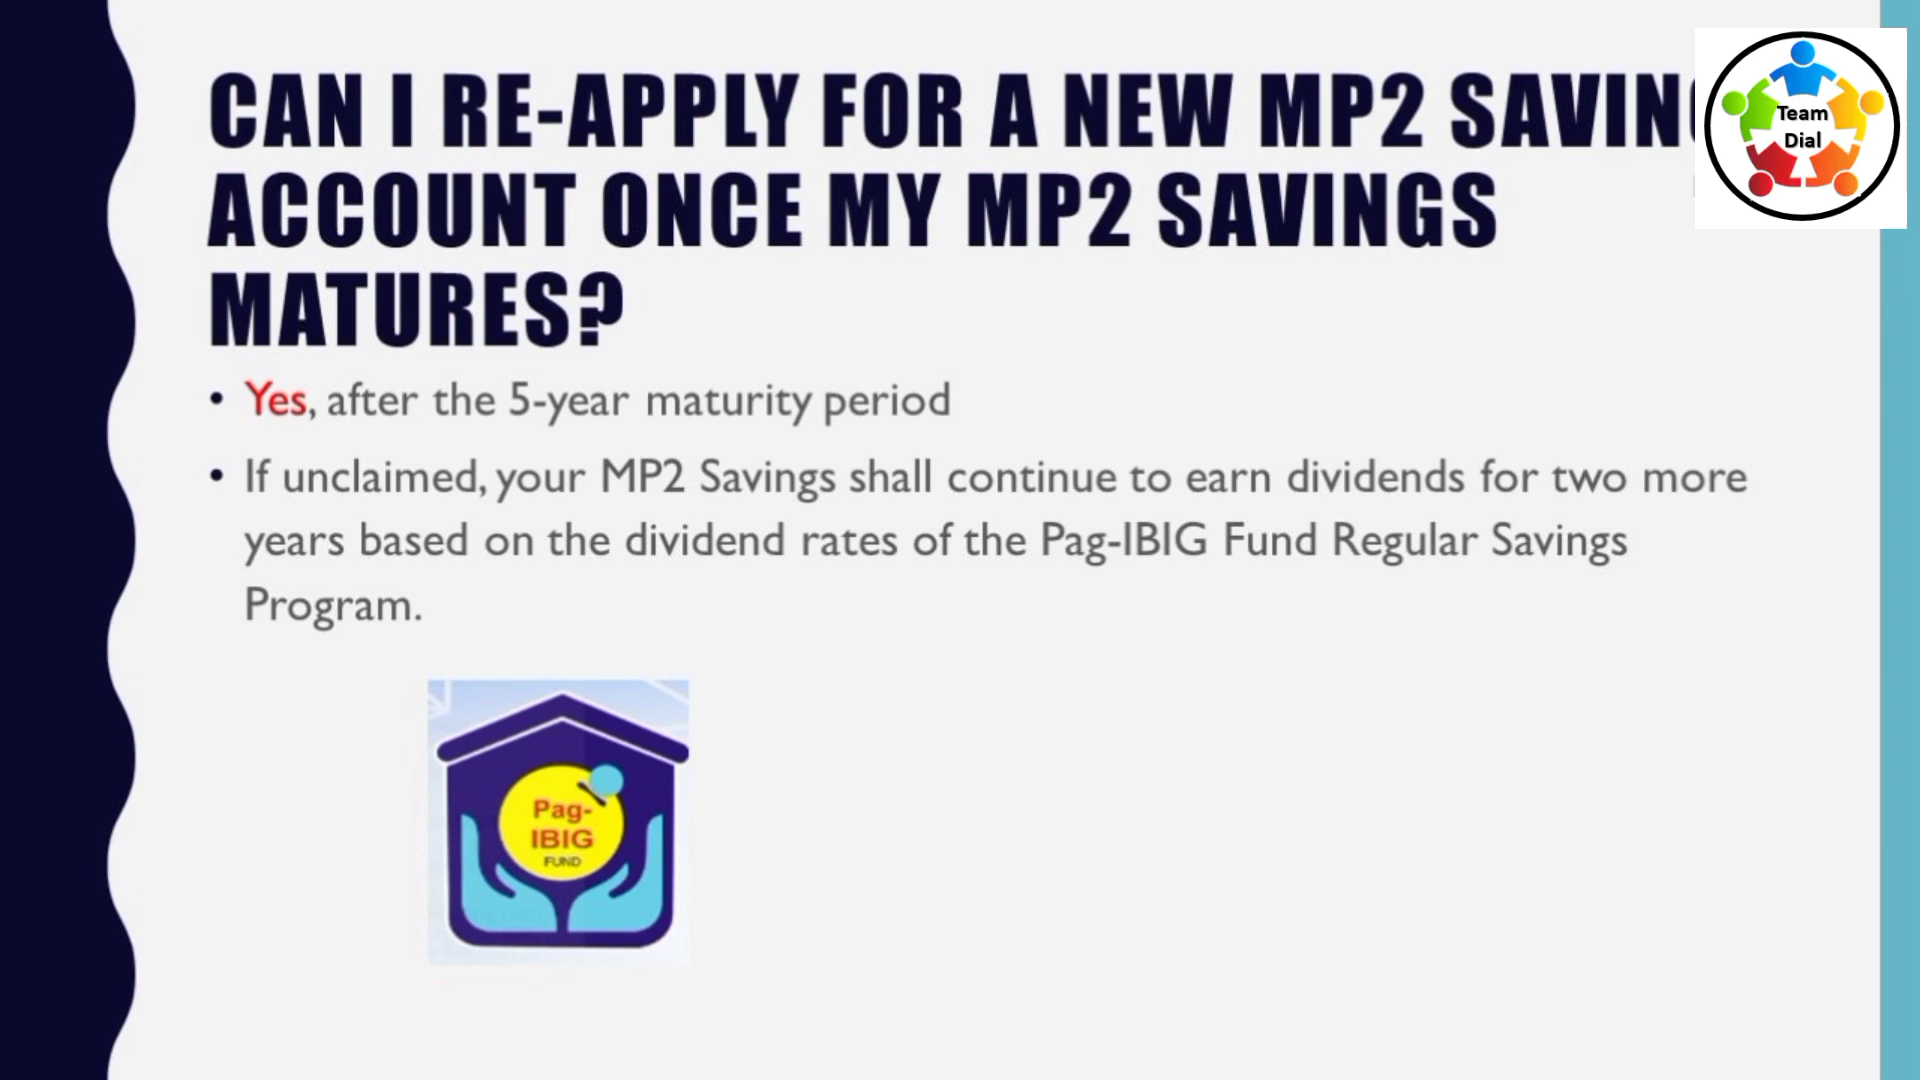 CAN I RE-APPLY FOR A NEW MP2 SAVIN
ACCOUNT ONCE MY MP2 SAVINGS
MATURES?
• Yes, after the 5-year maturity period
• If unclaimed, your MP2 Savings shall continue to earn dividends for two more
years based on the dividend rates of the Pag-IBIG Fund Regular Savings
Program.
Team
Dial
Pag-
IBIG
FUND